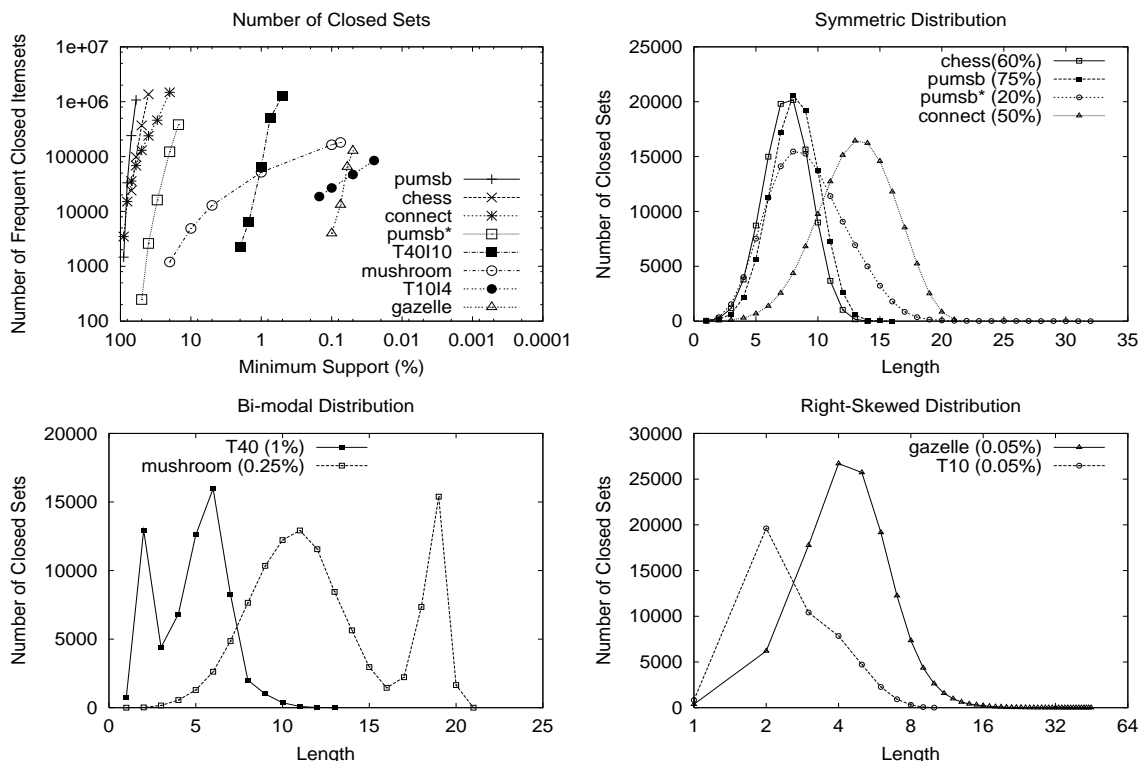 Number of Closed Sets
Number of Frequent Closed Itemsets
1e+07
1e+06
100000
10000
1000
100
pumsb
chess
connect
pumsb*
T40I10
mushroom
T10I4
gazelle
100 10 1 0.1 0.01 0.001 0.0001
Minimum Support (%)
Symmetric Distribution
Number of Closed Sets
25000
20000
15000
10000
5000
0
chess(60%)
pumsb (75%)
pumsb* (20%)
connect (50%)
0 5 10 15 20 25 30 35
Length
Bi-modal Distribution
Number of Closed Sets
20000
15000
10000
5000
0
T40 (1%)
mushroom (0.25%)
0 5 10 15 20 25
Length
Right-Skewed Distribution
Number of Closed Sets
30000
25000
20000
15000
10000
5000
0
gazelle (0.05%)
T10 (0.05%)
1 2 4 8 16 32 64
Length